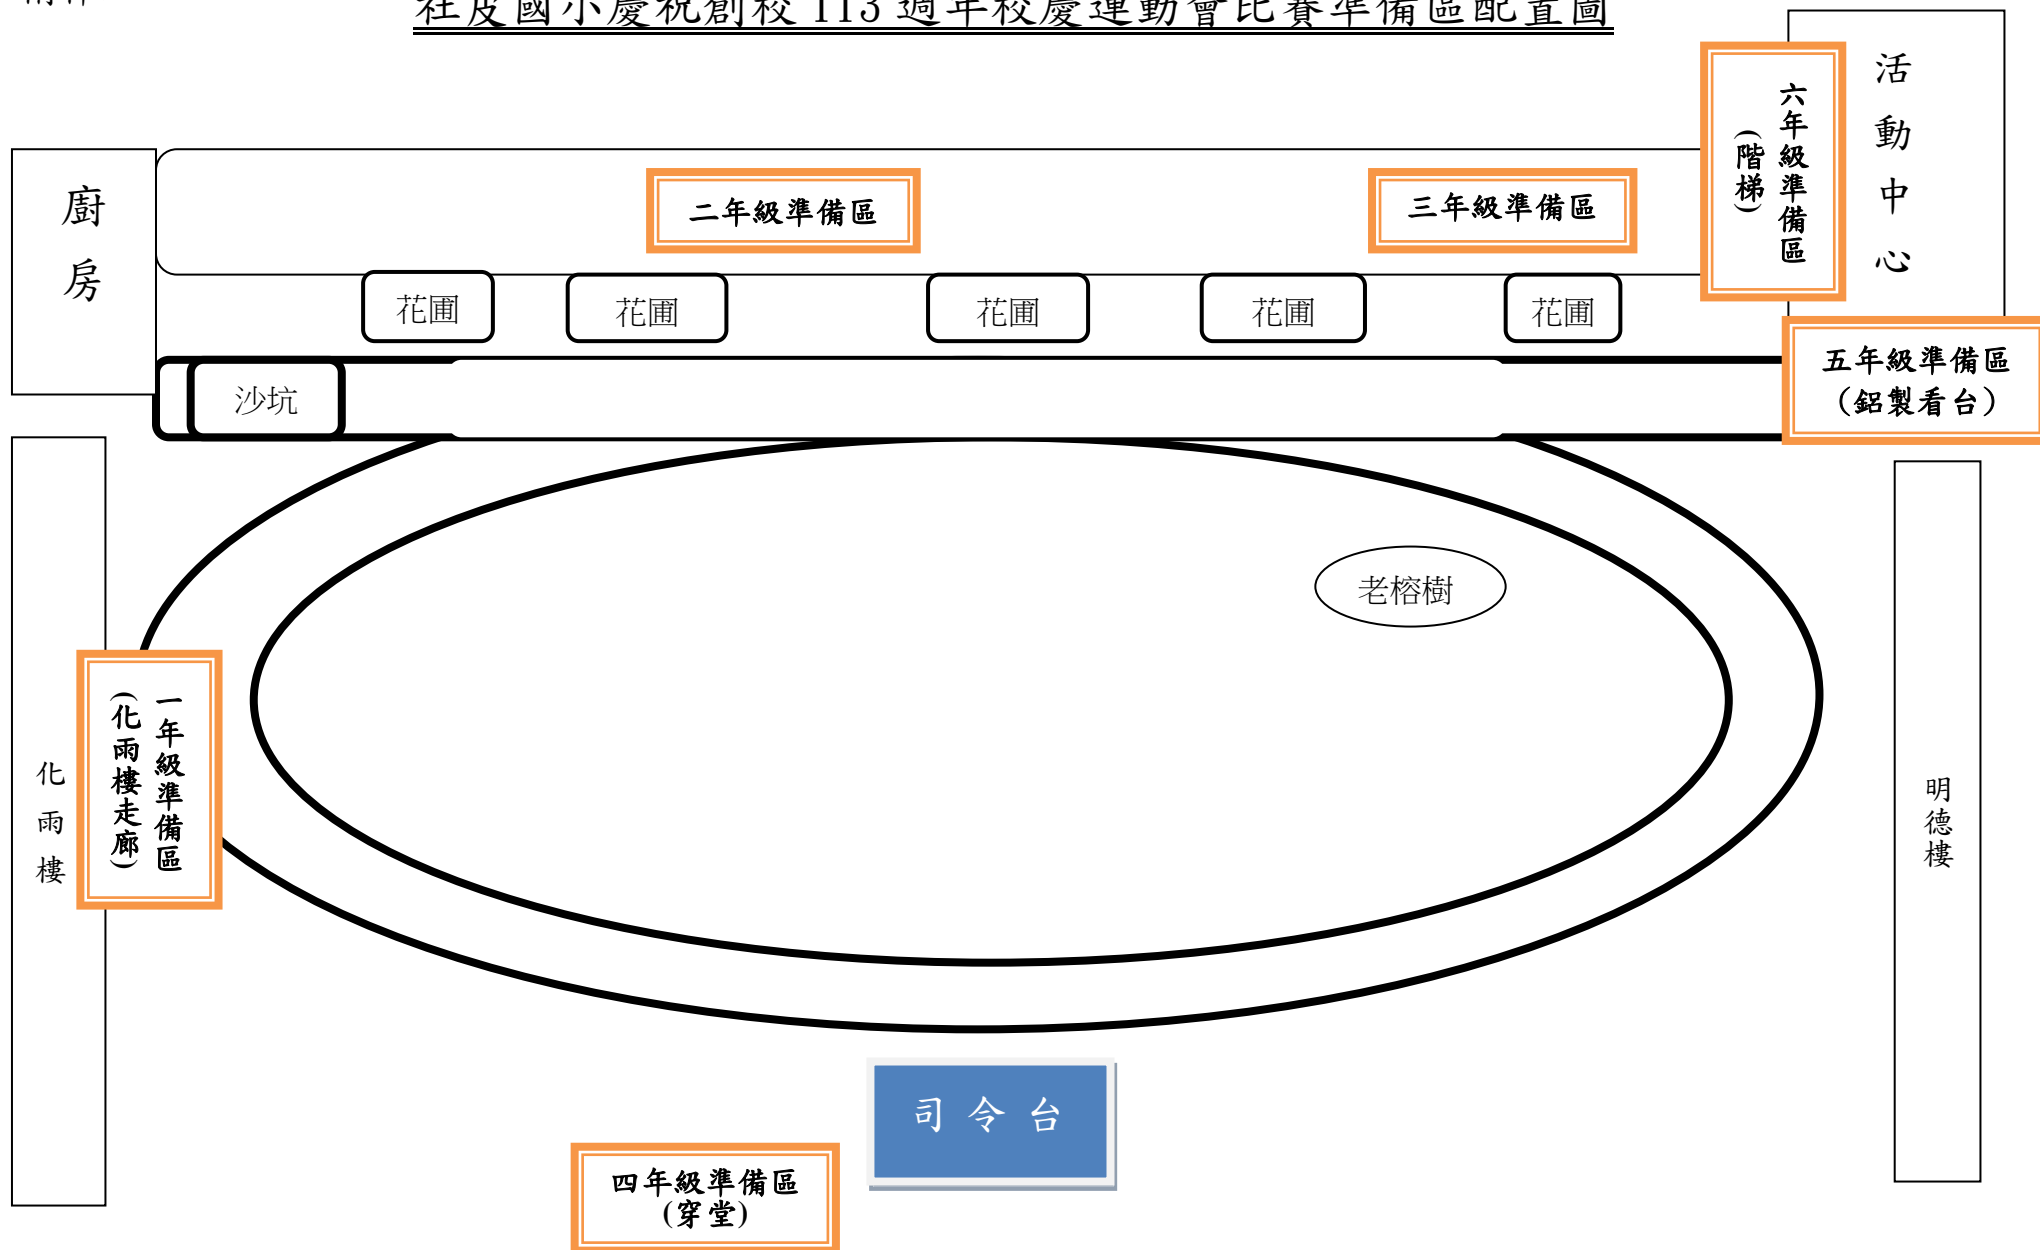 社皮國小慶祝創校 113 週年校慶運動會比賽準備區配置圖
活動中心
六年級準備區
(階梯)
廚房
二年級準備區
三年級準備區
花圃
花圃
花圃
花圃
花圃
五年級準備區
(鋁製看台)
沙坑
老榕樹
一年級準備區
(化雨樓走廊)
化雨樓
明德樓
司令台
四年級準備區
(穿堂)